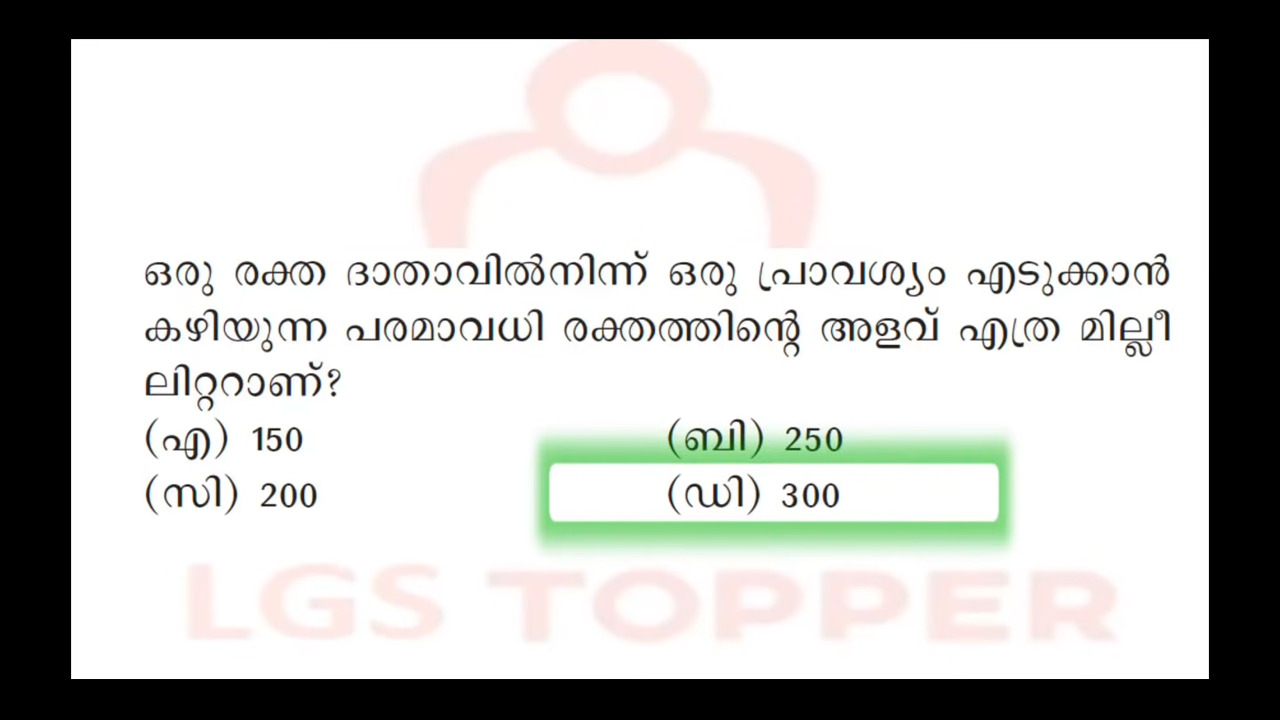 ഒരു രക്ത ദാതാവിൽനിന്ന് ഒരു പ്രാവശ്യം എടുക്കാൻ
കഴിയുന്ന പരമാവധി രക്തത്തിന്റെ അളവ് എത്ര മില്ലീ
ലിറ്ററാണ്?
(എ) 150 (ബി) 250
(സി) 200 (ഡി) 300
LGS TOPPER